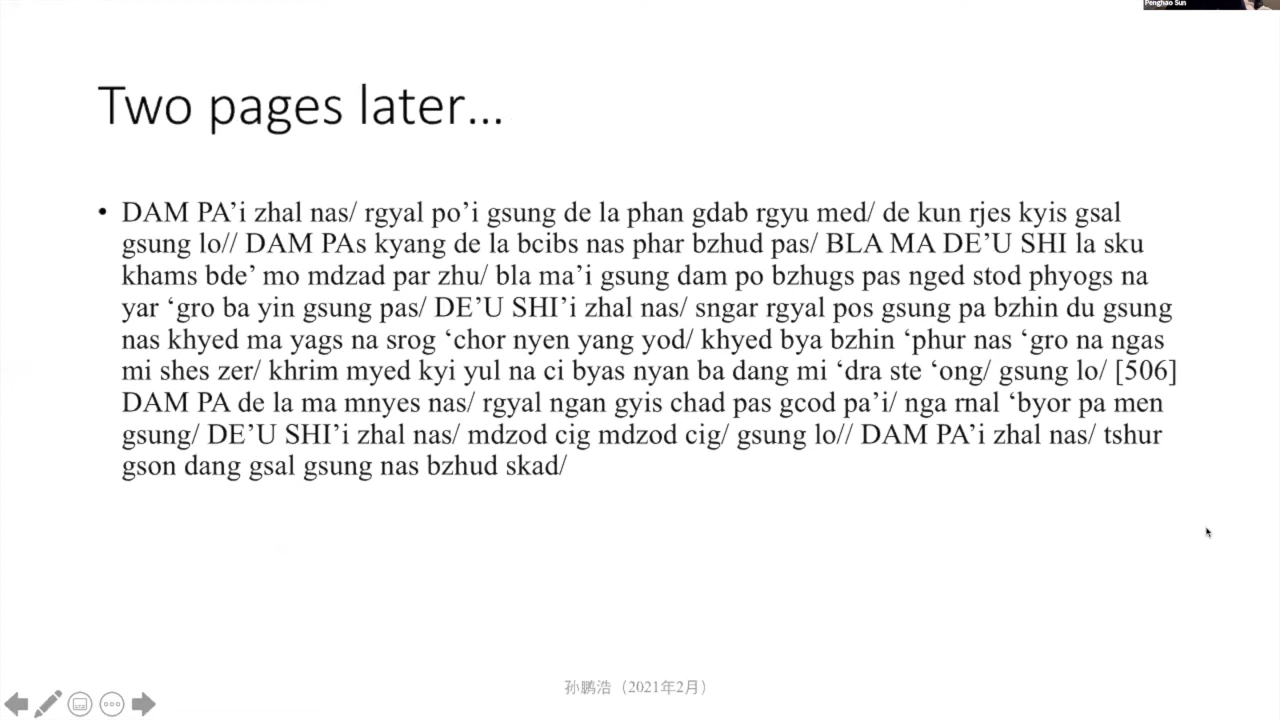 Penghao Sun
Two pages later...
• DAM PA’i zhal nas/ rgyal po’i gsung de la phan gdab rgyu med/ de kun rjes kyis gsal
gsung lo// DAM PAs kyang de la bcibs nas phar bzhud pas/ BLA MA DE’U SHI la sku
khams bde’ mo mdzad par zhu/ bla ma’i gsung dam po bzhugs pas nged stod phyogs na
yar ‘gro ba yin gsung pas/ DE’U SHI’i zhal nas/ sngar rgyal pos gsung pa bzhin du gsung
nas khyed ma yags na srog ‘chor nyen yang yod/ khyed bya bzhin ‘phur nas ‘gro na ngas
mi shes zer/ khrim myed kyi yul na ci byas nyan ba dang mi ‘dra ste ‘ong/ gsung lo/ [506]
DAM PA de la ma mnyes nas/ rgyal ngan gyis chad pas gcod pa’i/ nga rnal ‘byor pa men
gsung/ DE’U SHI’i zhal nas/ mdzod cig mdzod cig/ gsung lo// DAM PA’i zhal nas/ tshur
gson dang gsal gsung nas bzhud skad/
孙鹏浩（2021年2月）